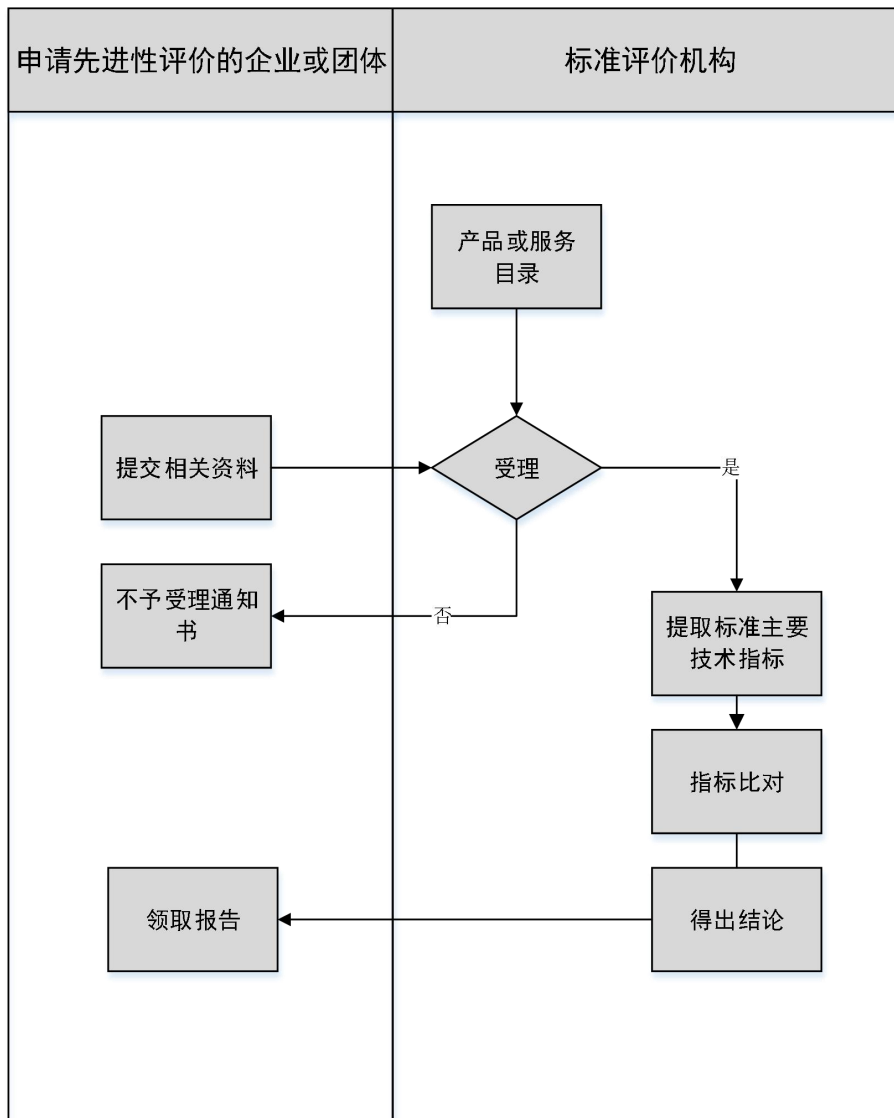 申请先进性评价的企业或团体
标准评价机构
产品或服务
目录
提交相关资料
受理
是
不予受理通知
书
否
提取标准主要
技术指标
指标比对
领取报告
得出结论